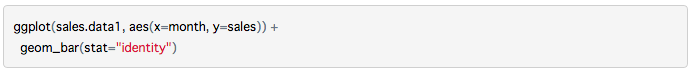 ggplot(sales.data1, aes(x=month, y=sales)) +
  geom_bar(stat="identity")